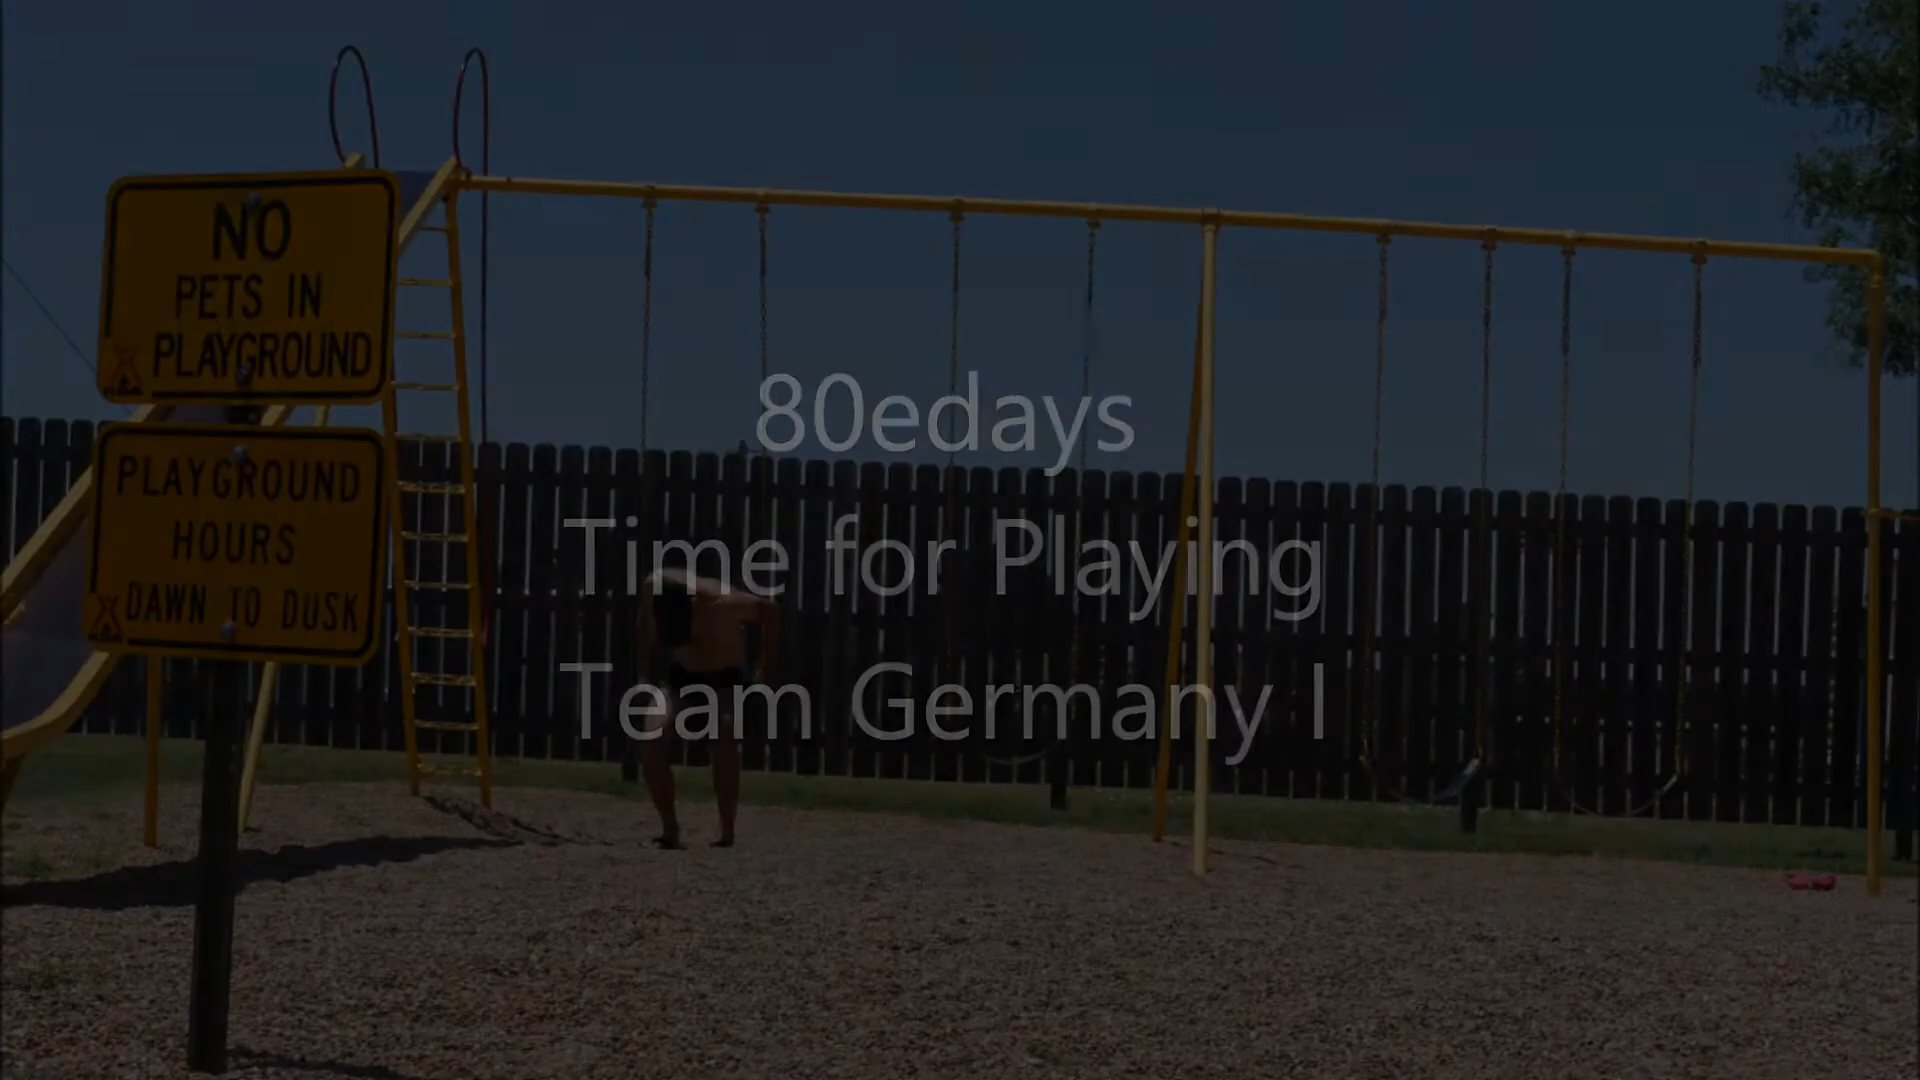 NO
PETS IN
PLAYGROUND
PLAYGROUND
HOURS
DAWN TO DUSK
80edays
Time for Playing
Team Germany I